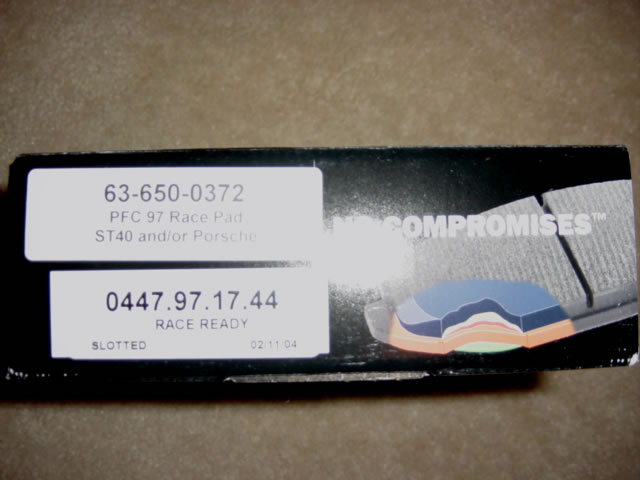 63-650-0372
PFC 97 Race Pad
ST40 and/or Porsche
NO COMPROMISES™
0447.97.17.44
RACE READY
SLOTTED 02/11/04